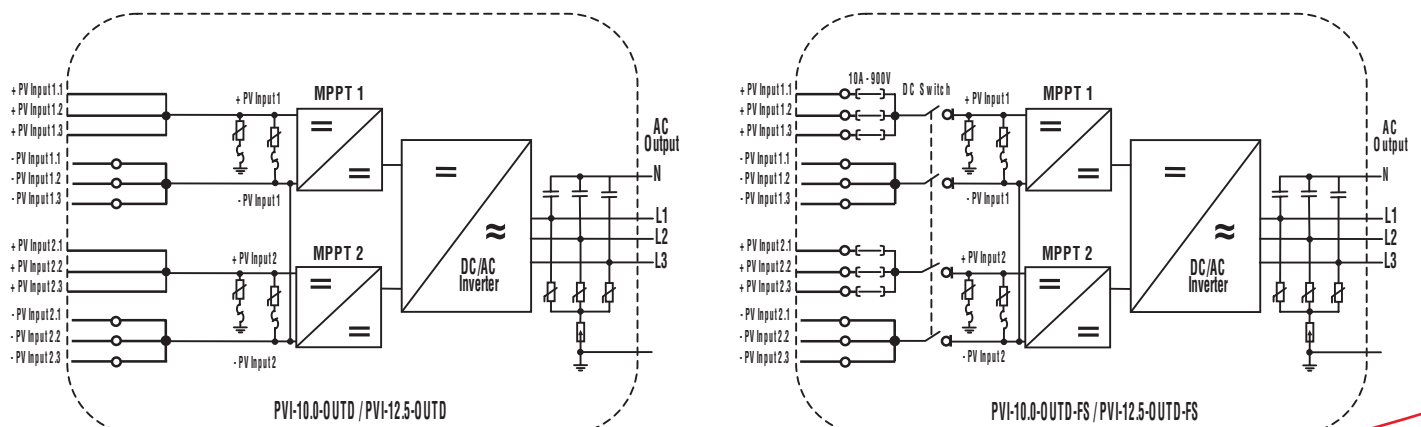 + PV Input 1.1
+ PV Input 1.2
+ PV Input 1.3
- PV Input 1.1
- PV Input 1.2
- PV Input 1.3
+ PV Input 2.1
+ PV Input 2.2
+ PV Input 2.3
- PV Input 2.1
- PV Input 2.2
- PV Input 2.3
+ PV Input 1
- PV Input 1
+ PV Input 2
- PV Input 2
MPPT 1
MPPT 2
DC/AC
Inverter
≈
AC
Output
N
L1
L2
L3
PVI-10.0-OUTD / PVI-12.5-OUTD
+ PV Input 1.1
+ PV Input 1.2
+ PV Input 1.3
- PV Input 1.1
- PV Input 1.2
- PV Input 1.3
+ PV Input 2.1
+ PV Input 2.2
+ PV Input 2.3
- PV Input 2.1
- PV Input 2.2
- PV Input 2.3
10A - 900V
DC Switch
+ PV Input 1
- PV Input 1
+ PV Input 2
- PV Input 2
MPPT 1
MPPT 2
DC/AC
Inverter
≈
AC
Output
N
L1
L2
L3
PVI-10.0-OUTD-FS / PVI-12.5-OUTD-FS